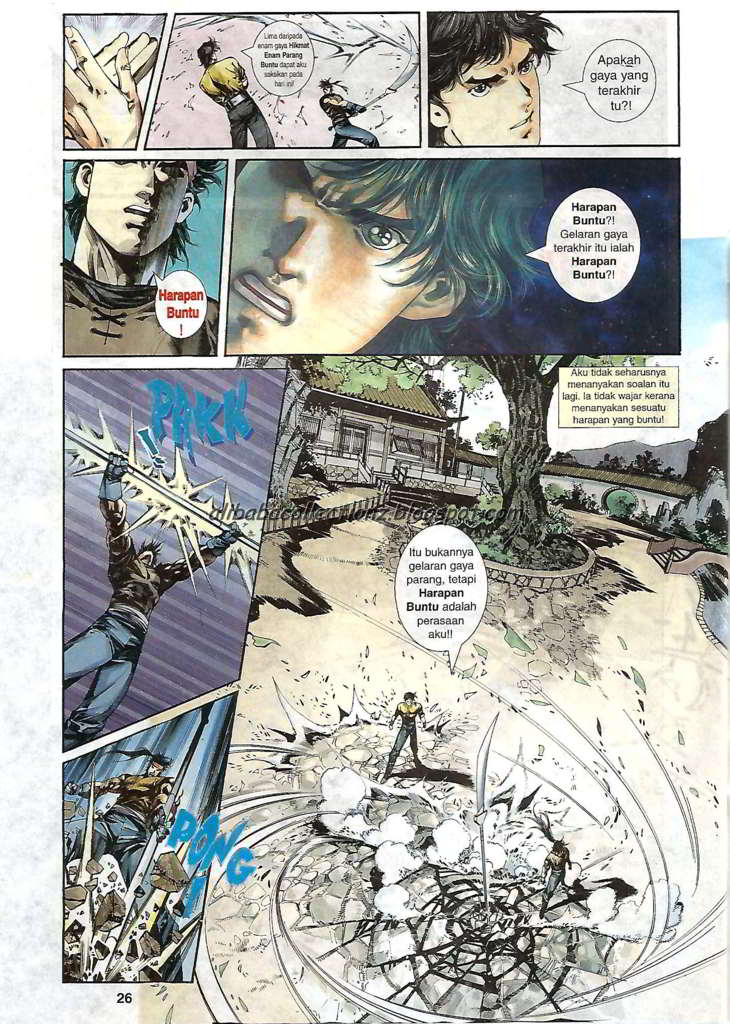 Lima daripada
enam gaya Hikmat
Enam Parang
Buntu dapat aku
saksikan pada
hari ini!
Apakah
gaya yang
terakhir
tu?!
Harapan
Buntu
!
Harapan
Buntu?!
Gelaran gaya
terakhir itu ialah
Harapan
Buntu?!
Aku tidak seharusnya
menanyakan soalan itu
lagi. Ia tidak wajar kerana
menanyakan sesuatu
harapan yang buntu!
PAKK
!
Itu bukannya
gelaran gaya
parang, tetapi
Harapan
Buntu adalah
perasaan
aku!!
PONG
!
26